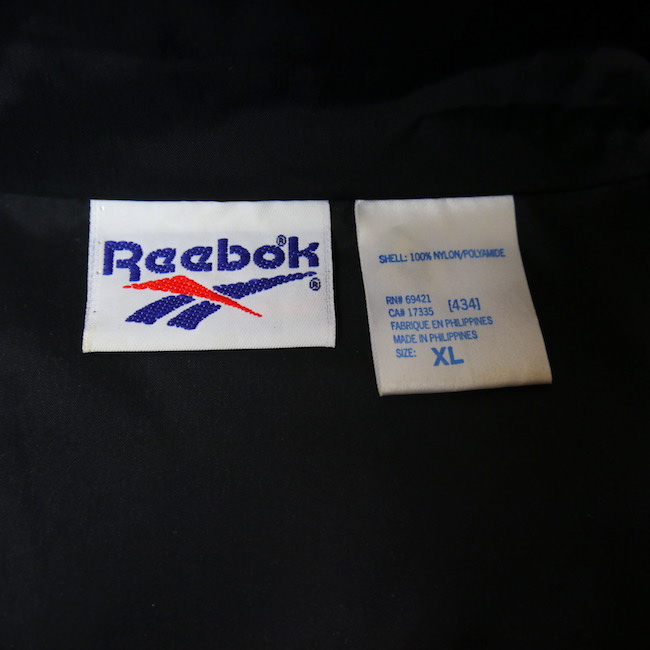 Reebok®
®
SHELL: 100% NYLON/POLYAMIDE
RN# 69421
CA# 17335 [434]
FABRIQUE EN PHILIPPINES
MADE IN PHILIPPINES
SIZE: XL